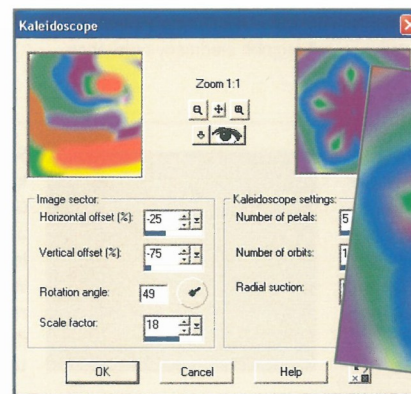 Kaleidoscope
Zoom 1:1
Image sector:
Horizontal offset (%): -25
Vertical offset (%): -75
Rotation angle: 49
Scale factor: 18
Kaleidoscope settings:
Number of petals: 5
Number of orbits: 1
Radial suction:
OK Cancel Help